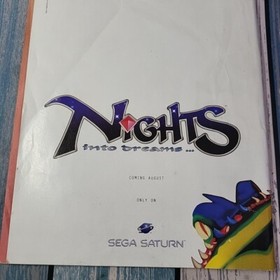 NiGHTS
into Dreams...
COMING AUGUST
ONLY ON
SEGA SATURN